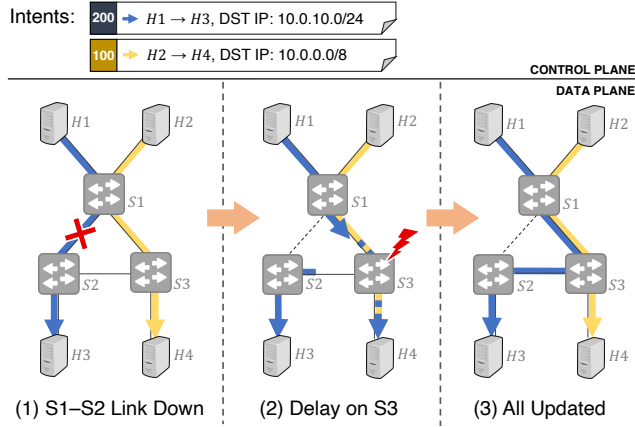 Intents:
200 H1 → H3, DST IP: 10.0.10.0/24
100 H2 → H4, DST IP: 10.0.0.0/8
CONTROL PLANE
DATA PLANE
H1 H2
S1
S2 S3
H3 H4
(1) S1–S2 Link Down
H1 H2
S1
S2 S3
H3 H4
(2) Delay on S3
H1 H2
S1
S2 S3
H3 H4
(3) All Updated